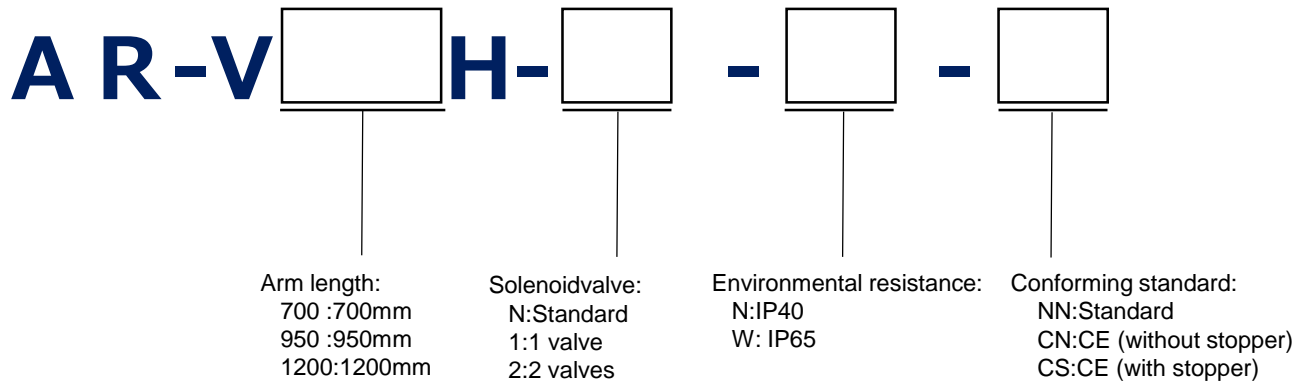 AR-V H- - -
Arm length:
700 :700mm
950 :950mm
1200:1200mm
Solenoidvalve:
N:Standard
1:1 valve
2:2 valves
Environmental resistance:
N:IP40
W: IP65
Conforming standard:
NN:Standard
CN:CE (without stopper)
CS:CE (with stopper)